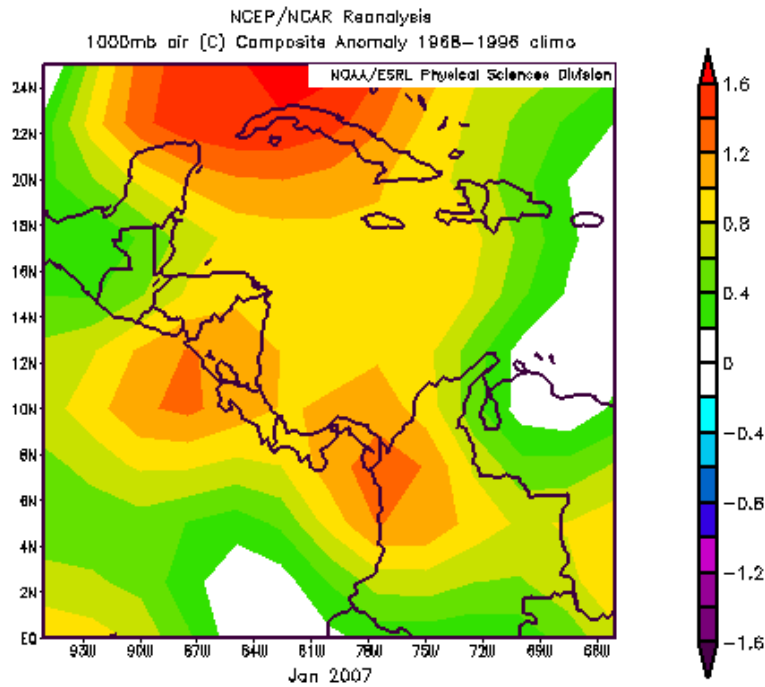 NCEP/NCAR Reanalysis
1000mb air (C) Composite Anomaly 1968-1996 climo
NOAA/ESRL Physical Sciences Division
24N
22N
20N
18N
16N
14N
12N
10N
8N
6N
4N
2N
EQ
93W 90W 87W 84W 81W 78W 75W 72W 69W 66W
Jan 2007
1.6
1.2
0.8
0.4
0
-0.4
-0.8
-1.2
-1.6